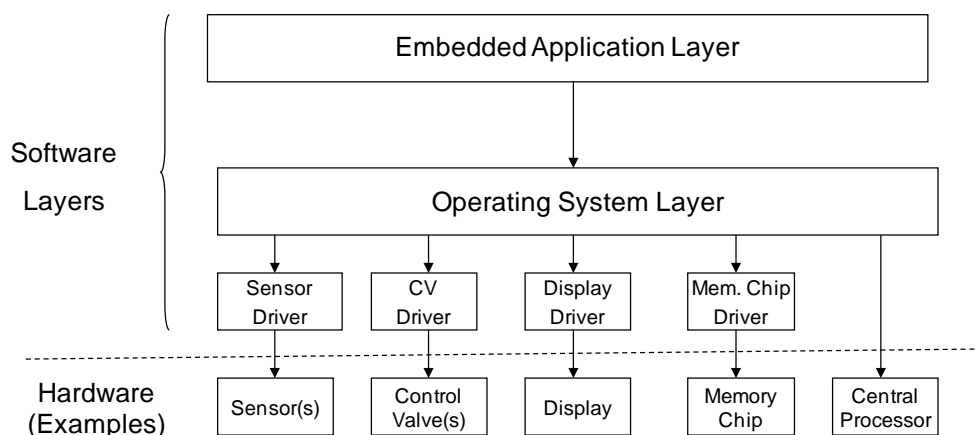 Embedded Application Layer
Software
Layers
Operating System Layer
Sensor
Driver
CV
Driver
Display
Driver
Mem. Chip
Driver
Hardware
(Examples)
Sensor(s)
Control
Valve(s)
Display
Memory
Chip
Central
Processor